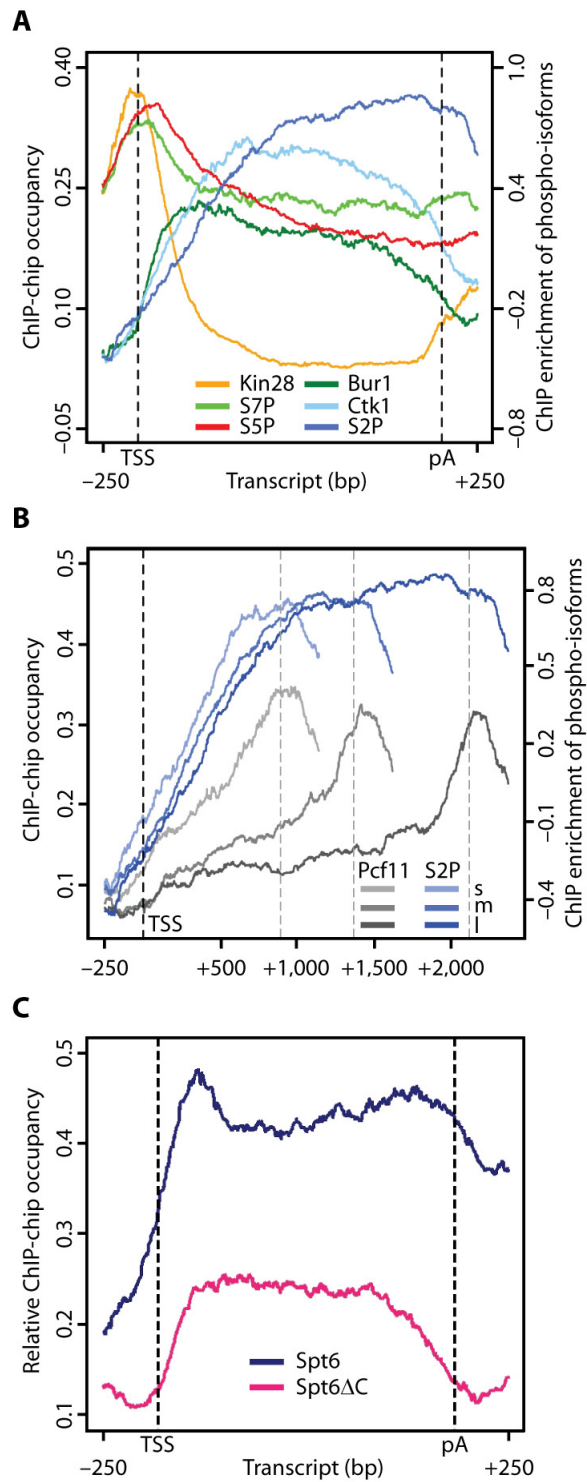 A
0.40
0.25
0.10
−0.05
ChIP-chip occupancy
1.0
0.4
−0.2
−0.8
ChIP enrichment of phospho-isoforms
Kin28
S7P
S5P
Bur1
Ctk1
S2P
TSS
pA
−250
Transcript (bp)
+250
B
0.5
0.4
0.3
0.2
0.1
ChIP-chip occupancy
0.8
0.5
0.2
−0.1
−0.4
ChIP enrichment of phospho-isoforms
Pcf11 S2P
s
m
l
TSS
−250
+500
+1,000
+1,500
+2,000
C
0.5
0.4
0.3
0.2
0.1
Relative ChIP-chip occupancy
Spt6
Spt6ΔC
TSS
pA
−250
Transcript (bp)
+250